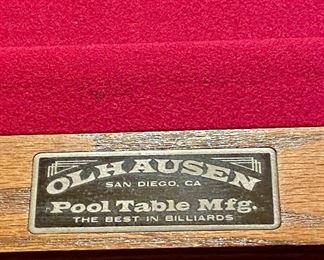 OLHAUSEN
SAN DIEGO, CA
Pool Table Mfg.
THE BEST IN BILLIARDS